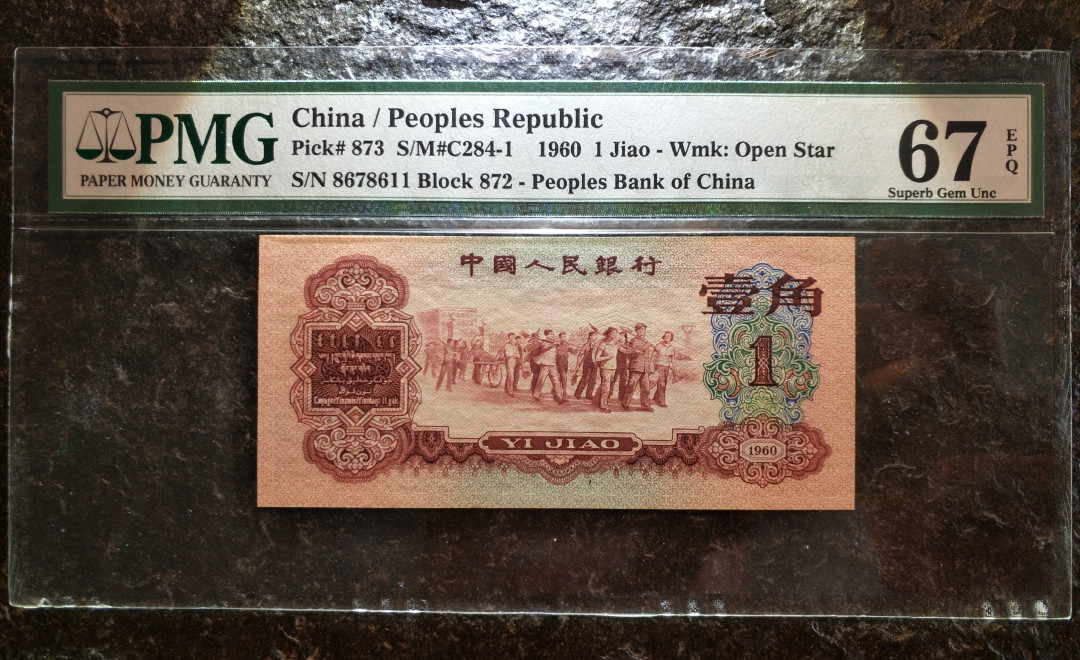 PMG
PAPER MONEY GUARANTY
China / Peoples Republic
Pick# 873 S/M#C284-1 1960 1 Jiao - Wmk: Open Star
S/N 8678611 Block 872 - Peoples Bank of China
67
EPQ
Superb Gem Unc
中國人民銀行
壹角
1
YI JIAO
1960